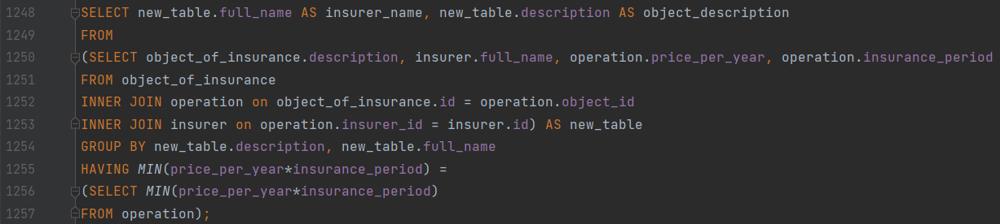 1248 SELECT new_table.full_name AS insurer_name, new_table.description AS object_description
1249 FROM
1250 (SELECT object_of_insurance.description, insurer.full_name, operation.price_per_year, operation.insurance_period
1251 FROM object_of_insurance
1252 INNER JOIN operation on object_of_insurance.id = operation.object_id
1253 INNER JOIN insurer on operation.insurer_id = insurer.id) AS new_table
1254 GROUP BY new_table.description, new_table.full_name
1255 HAVING MIN(price_per_year*insurance_period) =
1256 (SELECT MIN(price_per_year*insurance_period)
1257 FROM operation);